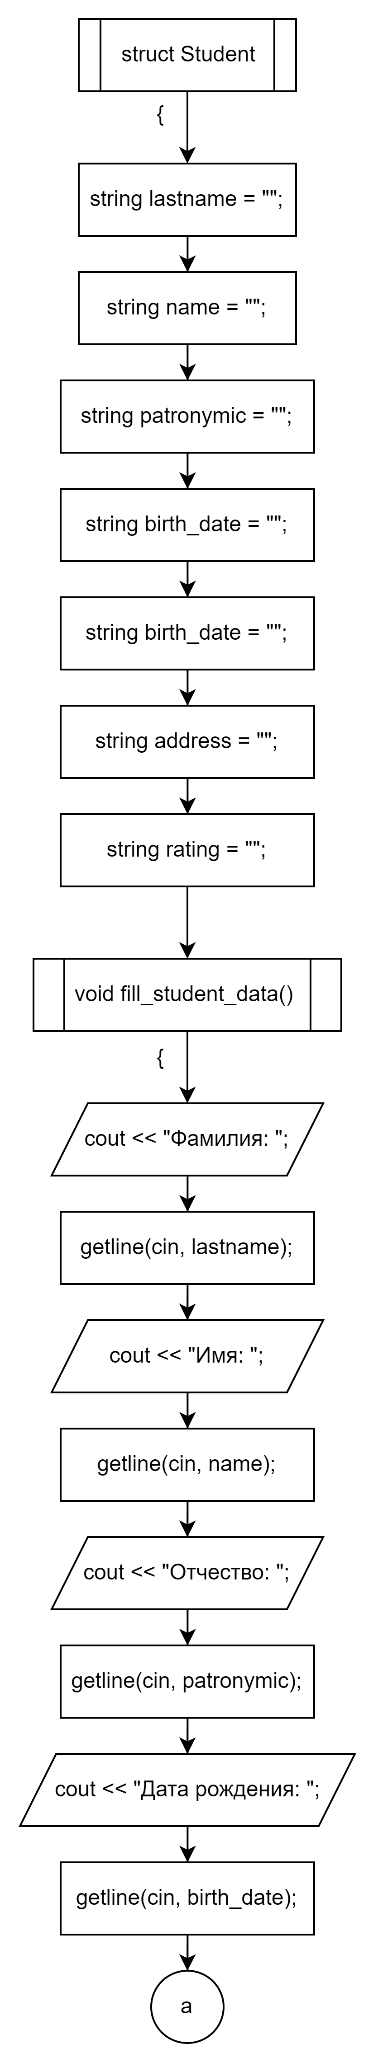 struct Student
{
string lastname = "";
string name = "";
string patronymic = "";
string birth_date = "";
string birth_date = "";
string address = "";
string rating = "";
void fill_student_data()
{
cout << "Фамилия: ";
getline(cin, lastname);
cout << "Имя: ";
getline(cin, name);
cout << "Отчество: ";
getline(cin, patronymic);
cout << "Дата рождения: ";
getline(cin, birth_date);
a